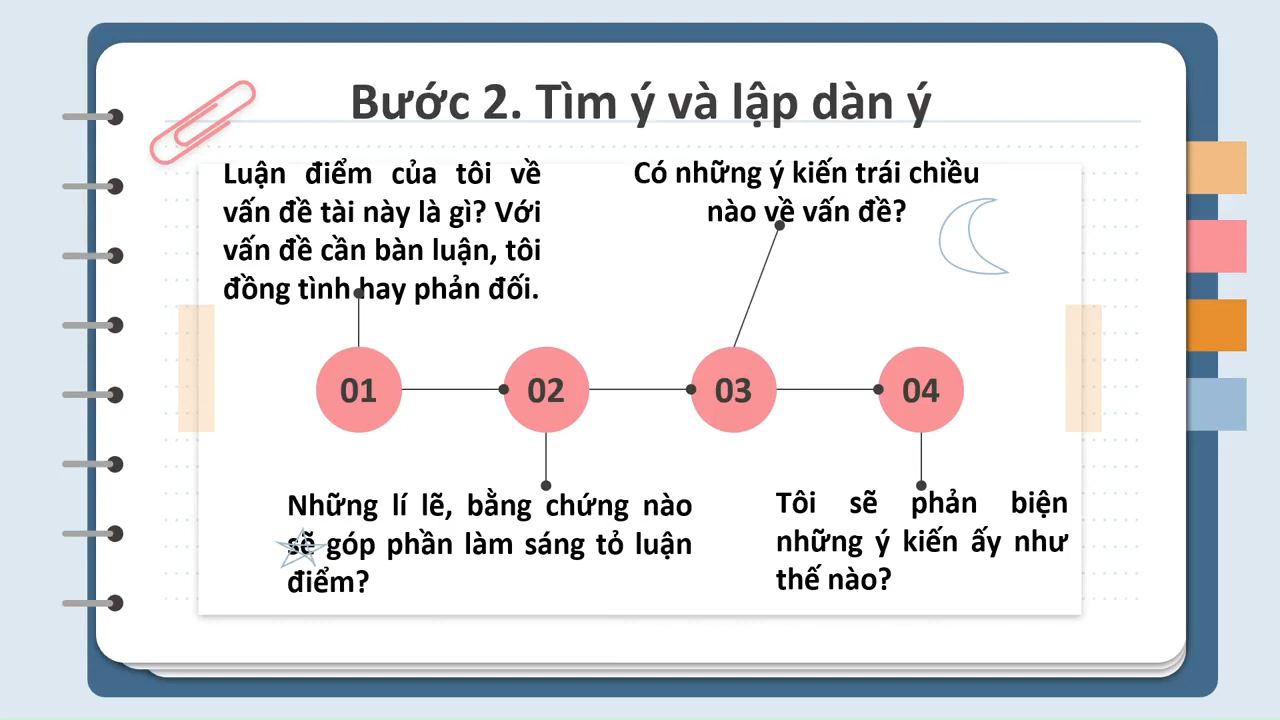 Bước 2. Tìm ý và lập dàn ý
Luận điểm của tôi về
vấn đề tài này là gì? Với
vấn đề cần bàn luận, tôi
đồng tình hay phản đối.
Có những ý kiến trái chiều
nào về vấn đề?
01
02
03
04
Những lí lẽ, bằng chứng nào
sẽ góp phần làm sáng tỏ luận
điểm?
Tôi sẽ phản biện
những ý kiến ấy như
thế nào?